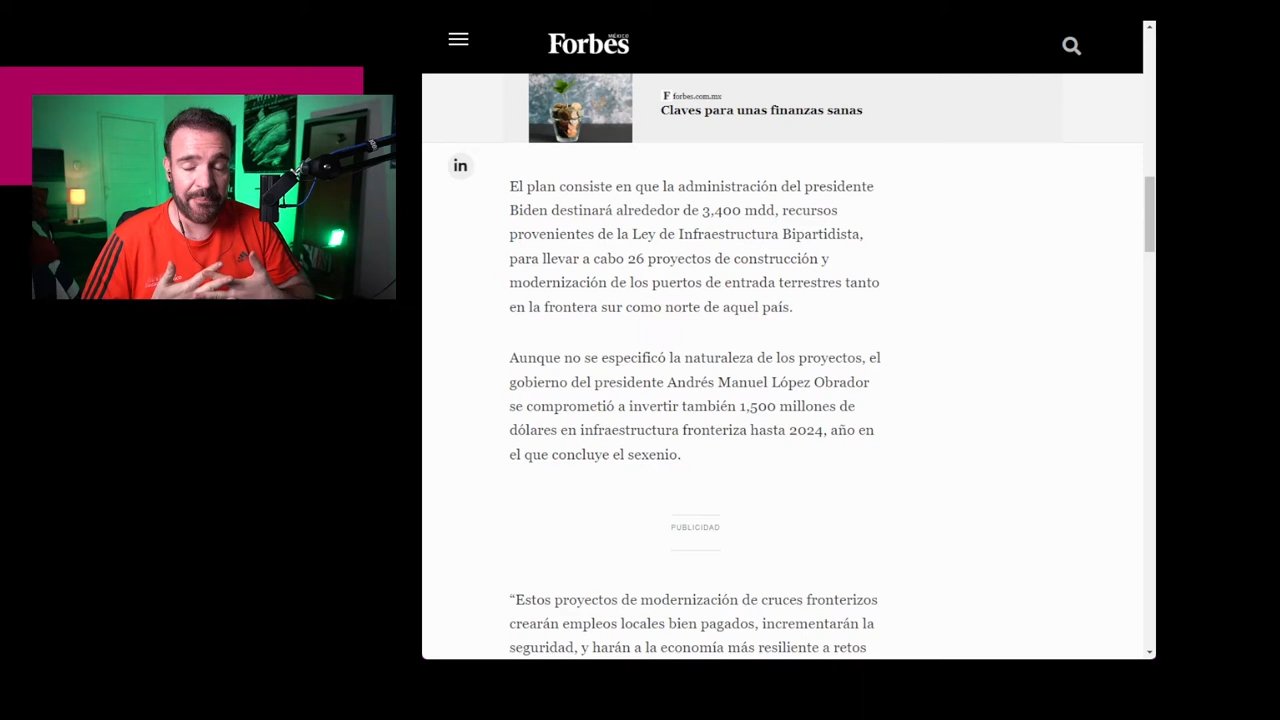 MÉXICO
Forbes
F forbes.com.mx
Claves para unas finanzas sanas
in
El plan consiste en que la administración del presidente
Biden destinará alrededor de 3,400 mdd, recursos
provenientes de la Ley de Infraestructura Bipartidista,
para llevar a cabo 26 proyectos de construcción y
modernización de los puertos de entrada terrestres tanto
en la frontera sur como norte de aquel país.
Aunque no se especificó la naturaleza de los proyectos, el
gobierno del presidente Andrés Manuel López Obrador
se comprometió a invertir también 1,500 millones de
dólares en infraestructura fronteriza hasta 2024, año en
el que concluye el sexenio.
PUBLICIDAD
“Estos proyectos de modernización de cruces fronterizos
crearán empleos locales bien pagados, incrementarán la
seguridad, y harán a la economía más resiliente a retos